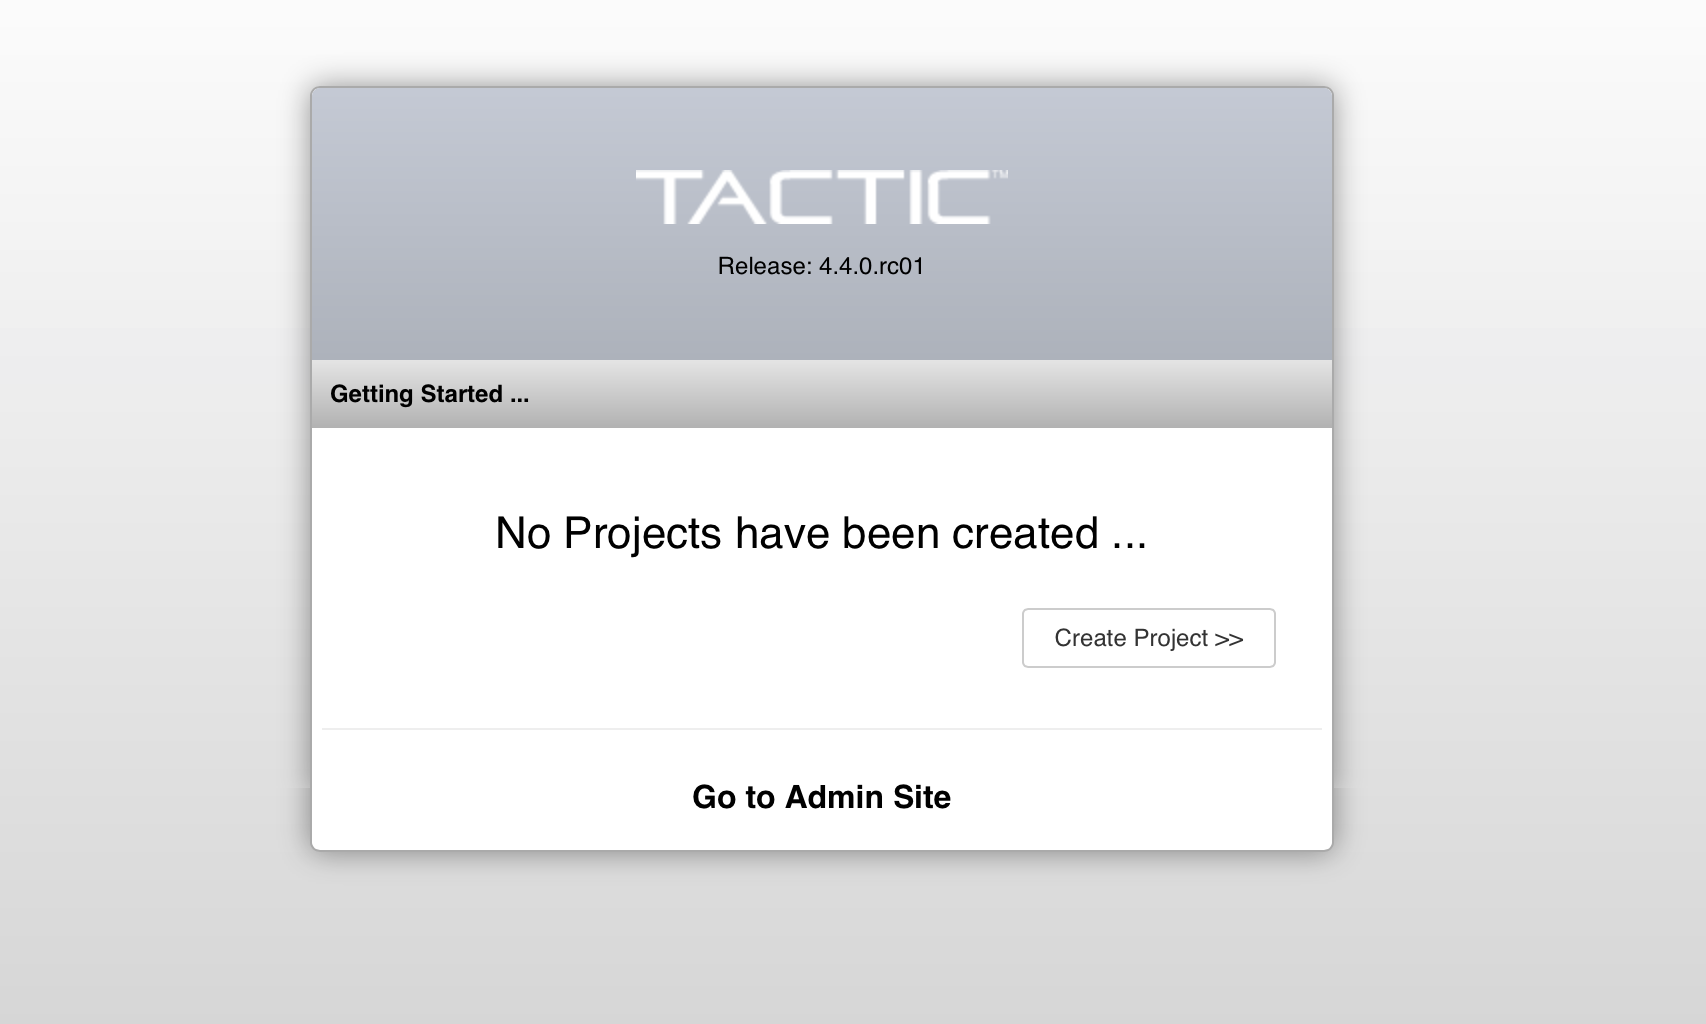 TACTIC™
Release: 4.4.0.rc01
Getting Started ...
No Projects have been created ...
Create Project >>
Go to Admin Site